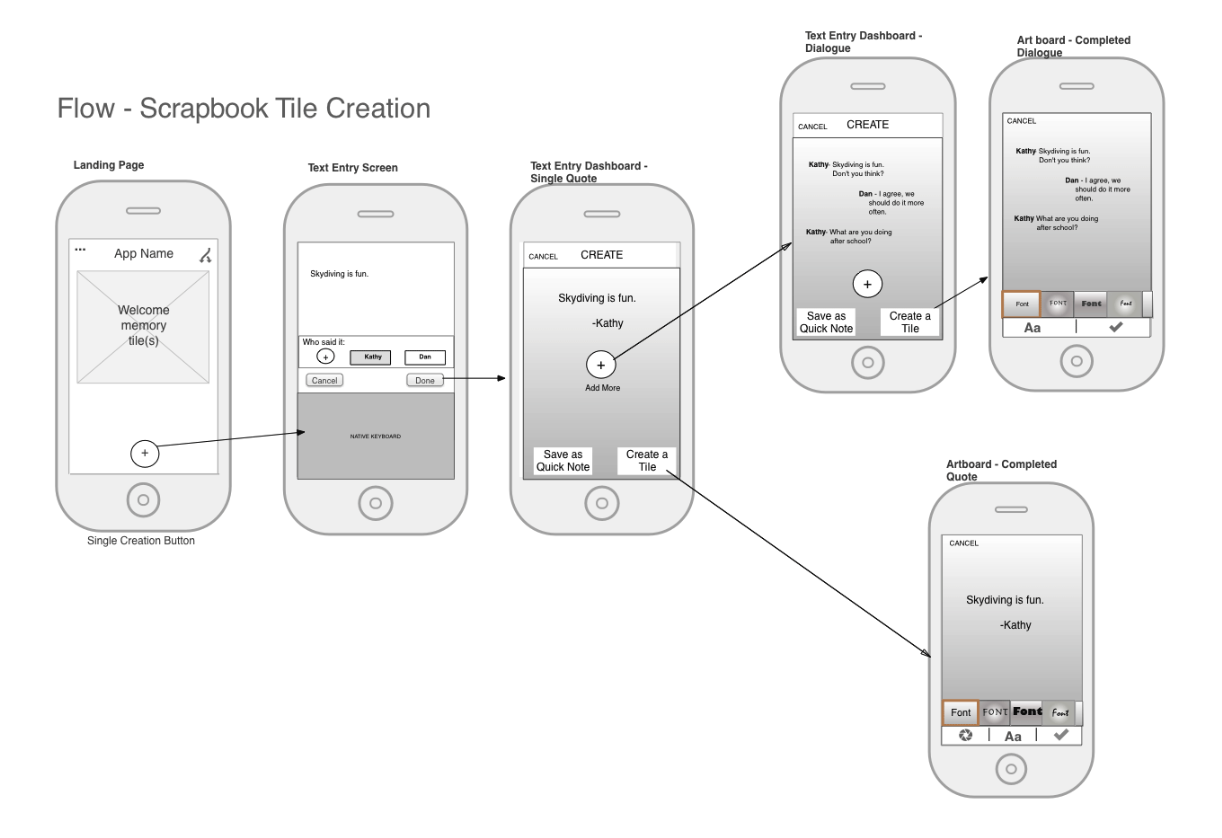 Flow - Scrapbook Tile Creation
Landing Page
•••
App Name
Welcome
memory
tile(s)
+
Single Creation Button
Text Entry Screen
Skydiving is fun.
Who said it:
+
Kathy
Dan
Cancel
Done
NATIVE KEYBOARD
Text Entry Dashboard -
Single Quote
CANCEL
CREATE
Skydiving is fun.
-Kathy
+
Add More
Save as
Quick Note
Create a
Tile
Text Entry Dashboard -
Dialogue
CANCEL
CREATE
Kathy- Skydiving is fun.
Don't you think?
Dan - I agree, we
should do it more
often.
Kathy- What are you doing
after school?
+
Save as
Quick Note
Create a
Tile
Art board - Completed
Dialogue
CANCEL
Kathy- Skydiving is fun.
Don't you think?
Dan - I agree, we
should do it more
often.
Kathy What are you doing
after school?
Font
FONT
Font
Font
Aa
Artboard - Completed
Quote
CANCEL
Skydiving is fun.
-Kathy
Font
FONT
Font
Font
Aa